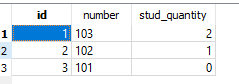 id number stud_quantity
1 1 103 2
2 2 102 1
3 3 101 0